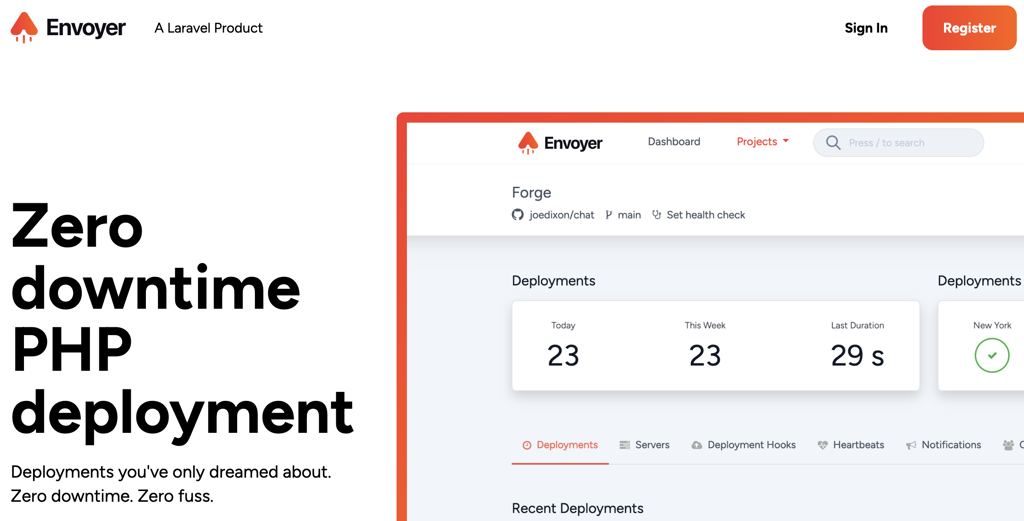 Envoyer
A Laravel Product
Sign In
Register
Zero
downtime
PHP
deployment
Deployments you've only dreamed about.
Zero downtime. Zero fuss.
Envoyer
Dashboard
Projects
Press / to search
Forge
joedixon/chat
main
Set health check
Deployments
Today
This Week
Last Duration
23
23
29 s
Deployments
New York
Deployments
Servers
Deployment Hooks
Heartbeats
Notifications
Recent Deployments